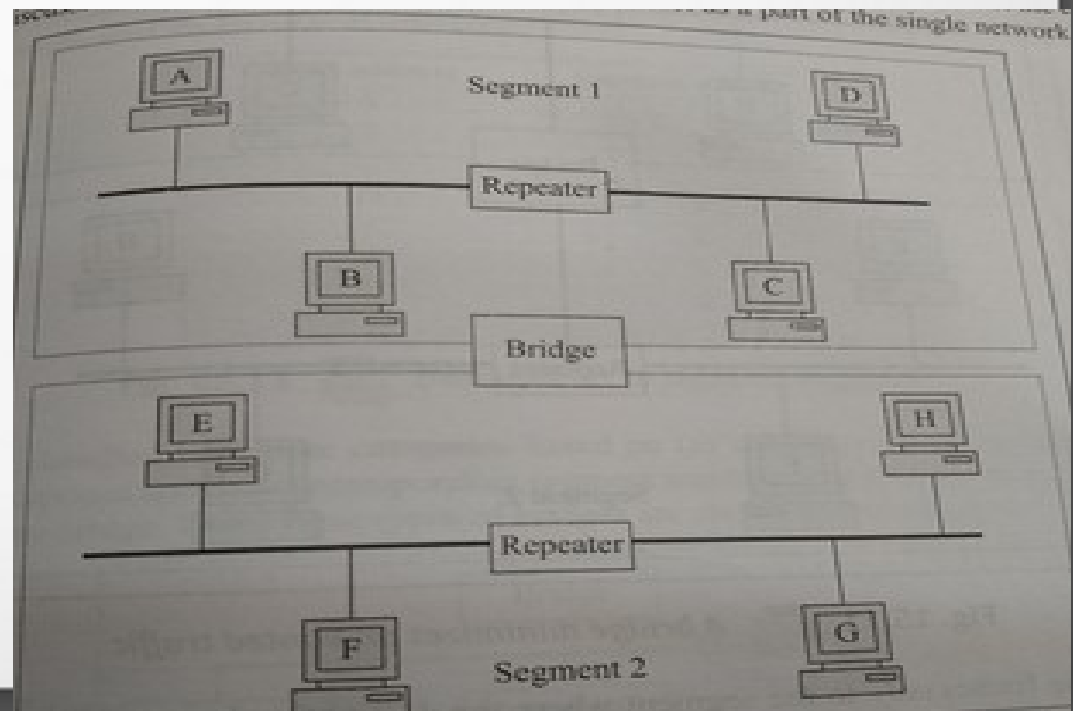 a part of the single network
A
Segment 1
D
Repeater
B
C
Bridge
E
H
Repeater
F
G
Segment 2